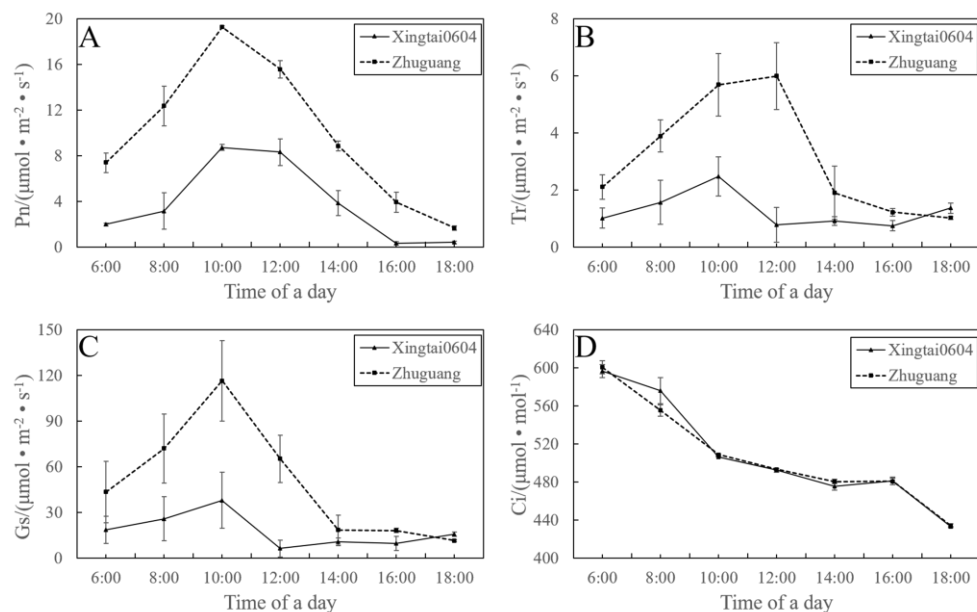 A
Pn/(μmol • m⁻² • s⁻¹)
20
16
12
8
4
0
Xingtai0604
Zhuguang
6:00 8:00 10:00 12:00 14:00 16:00 18:00
Time of a day
B
Tr/(μmol • m⁻² • s⁻¹)
8
6
4
2
0
Xingtai0604
Zhuguang
6:00 8:00 10:00 12:00 14:00 16:00 18:00
Time of a day
C
Gs/(μmol • m⁻² • s⁻¹)
150
120
90
60
30
0
Xingtai0604
Zhuguang
6:00 8:00 10:00 12:00 14:00 16:00 18:00
Time of a day
D
Ci/(μmol • mol⁻¹)
640
600
560
520
480
440
400
Xingtai0604
Zhuguang
6:00 8:00 10:00 12:00 14:00 16:00 18:00
Time of a day